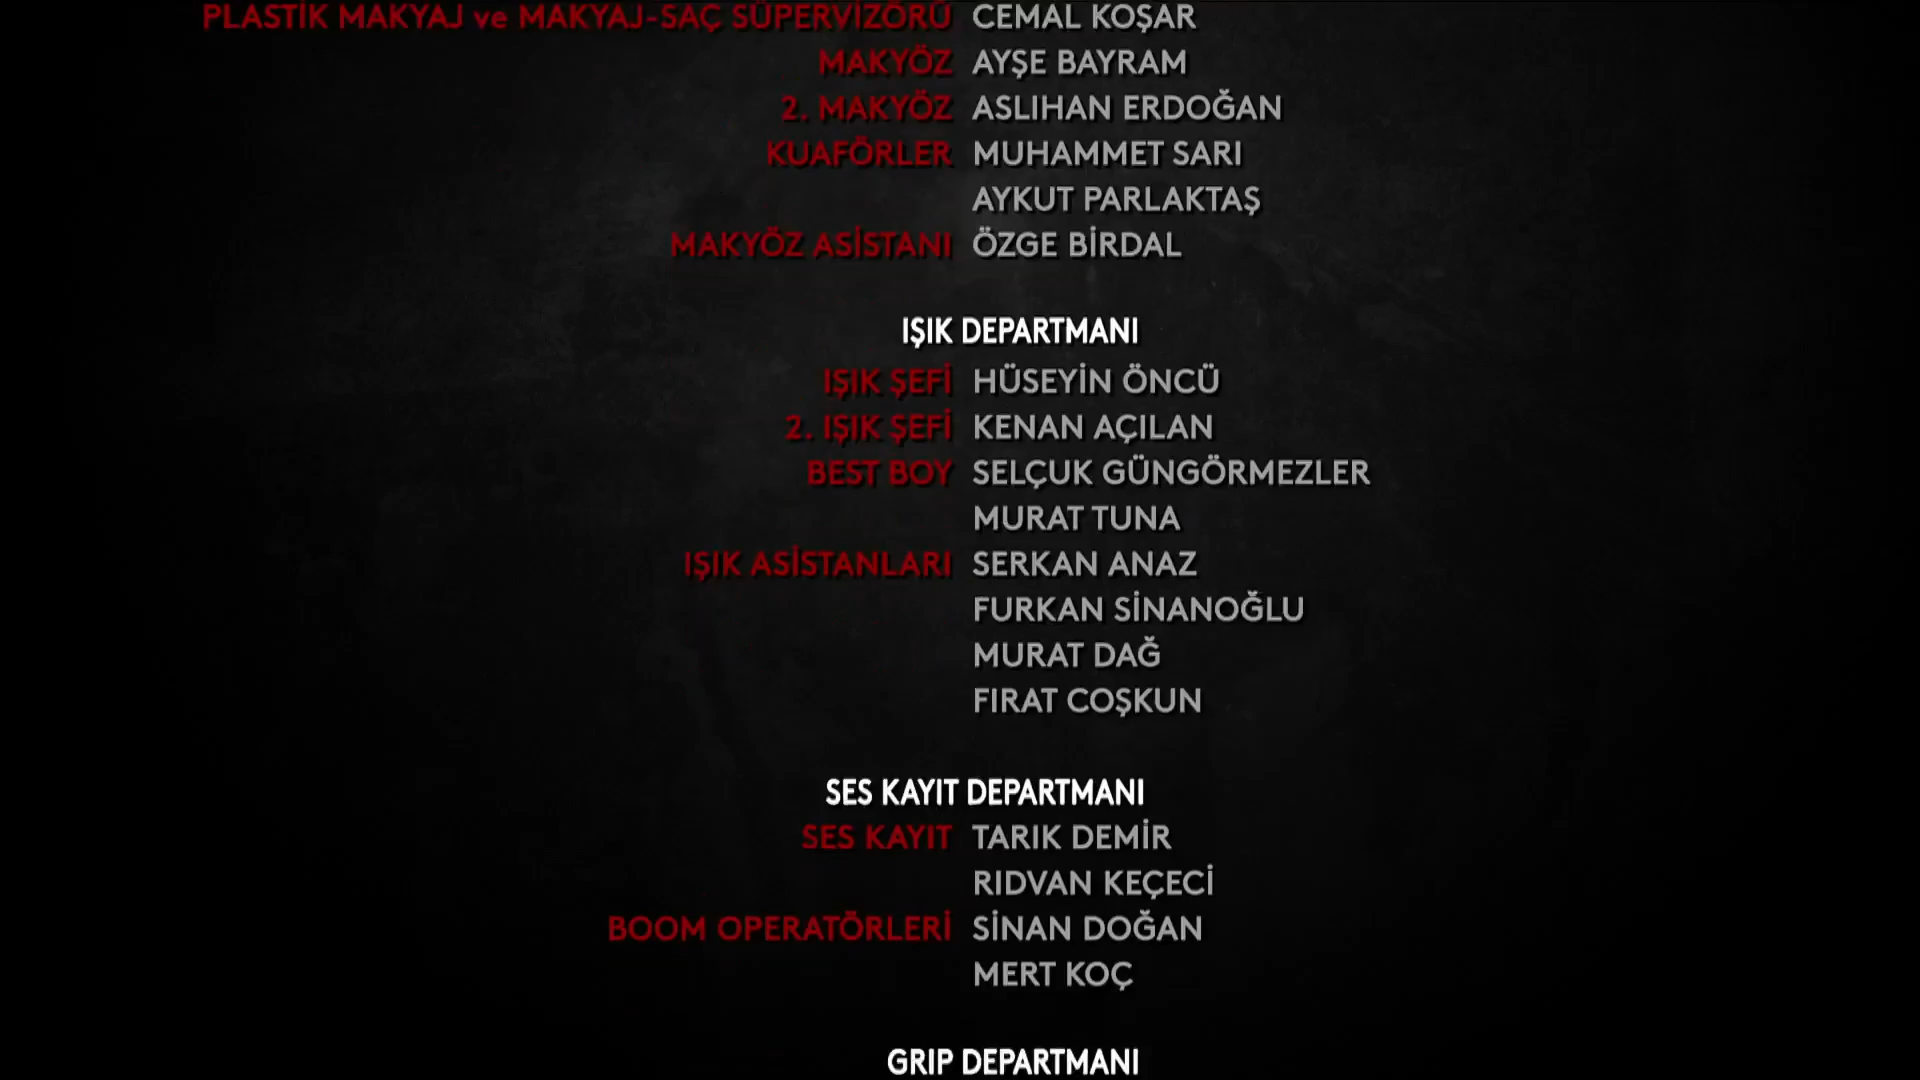 PLASTİK MAKYAJ ve MAKYAJ-SAÇ SÜPERVİZÖRÜ CEMAL KOŞAR
MAKYÖZ AYŞE BAYRAM
2. MAKYÖZ ASLIHAN ERDOĞAN
KUAFÖRLER MUHAMMET SARI
AYKUT PARLAKTAŞ
MAKYÖZ ASİSTANI ÖZGE BİRDAL
IŞIK DEPARTMANI
IŞIK ŞEFİ HÜSEYİN ÖNCÜ
2. IŞIK ŞEFİ KENAN AÇILAN
BEST BOY SELÇUK GÜNGÖRMEZLER
MURAT TUNA
IŞIK ASİSTANLARI SERKAN ANAZ
FURKAN SİNANOĞLU
MURAT DAĞ
FIRAT COŞKUN
SES KAYIT DEPARTMANI
SES KAYIT TARIK DEMİR
RIDVAN KEÇECİ
BOOM OPERATÖRLERİ SİNAN DOĞAN
MERT KOÇ
GRIP DEPARTMANI